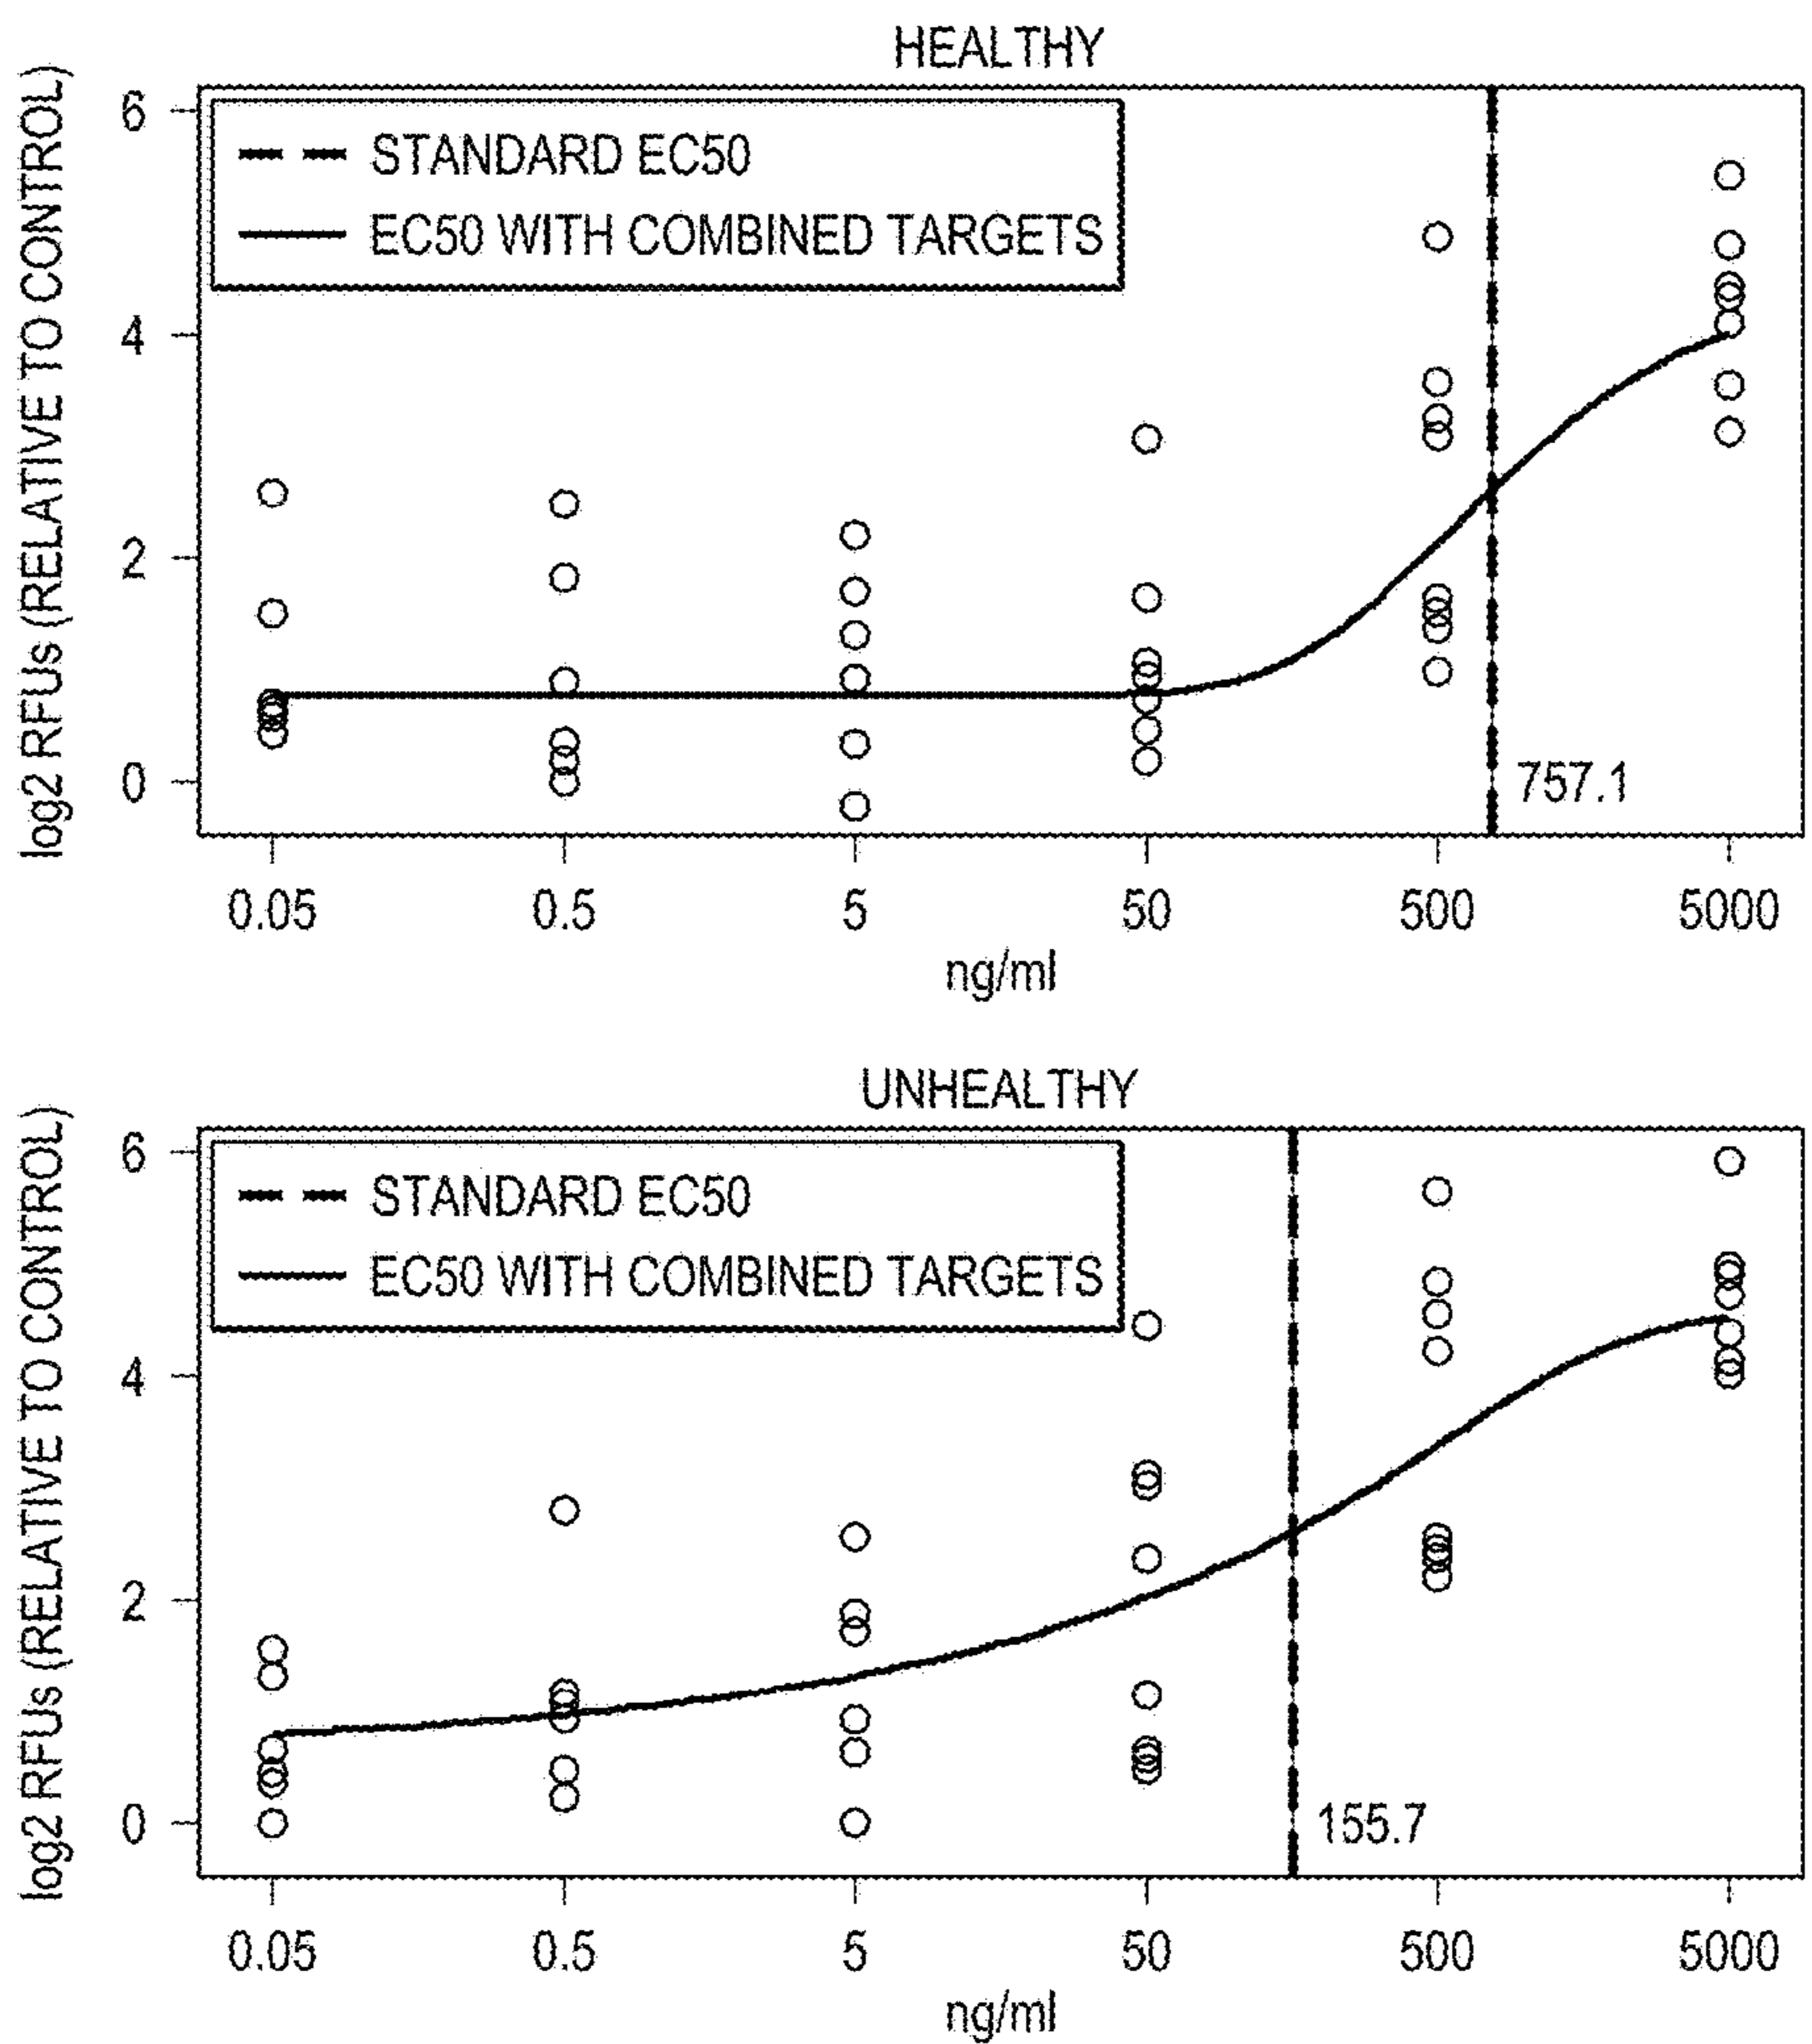 HEALTHY
log2 RFUs (RELATIVE TO CONTROL)
6
4
2
0
STANDARD EC50
EC50 WITH COMBINED TARGETS
757.1
0.05 0.5 5 50 500 5000
ng/ml
UNHEALTHY
log2 RFUs (RELATIVE TO CONTROL)
6
4
2
0
STANDARD EC50
EC50 WITH COMBINED TARGETS
155.7
0.05 0.5 5 50 500 5000
ng/ml